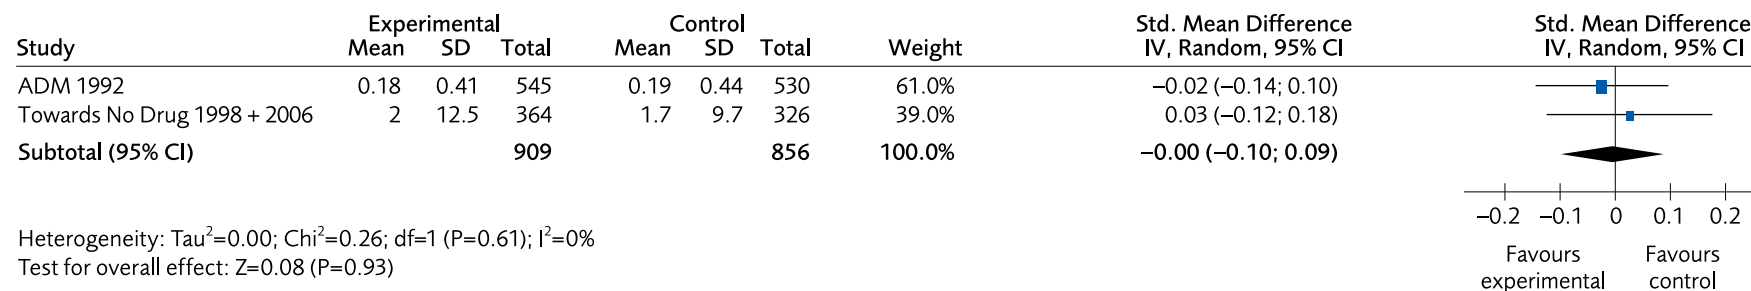 Experimental Control Std. Mean Difference Std. Mean Difference
Study Mean SD Total Mean SD Total Weight IV, Random, 95% CI IV, Random, 95% CI
ADM 1992 0.18 0.41 545 0.19 0.44 530 61.0% –0.02 (–0.14; 0.10)
Towards No Drug 1998 + 2006 2 12.5 364 1.7 9.7 326 39.0% 0.03 (–0.12; 0.18)
Subtotal (95% CI) 909 856 100.0% –0.00 (–0.10; 0.09)
–0.2 –0.1 0 0.1 0.2
Heterogeneity: Tau²=0.00; Chi²=0.26; df=1 (P=0.61); I²=0%
Test for overall effect: Z=0.08 (P=0.93)
Favours Favours
experimental control